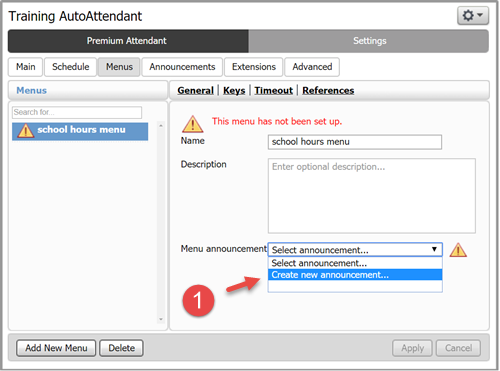 Training AutoAttendant
Premium Attendant
Settings
Main
Schedule
Menus
Announcements
Extensions
Advanced
Menus
General | Keys | Timeout | References
Search for...
school hours menu
This menu has not been set up.
Name
school hours menu
Description
Enter optional description...
Menu announcement
Select announcement...
Select announcement...
Create new announcement...
1
Add New Menu
Delete
Apply
Cancel